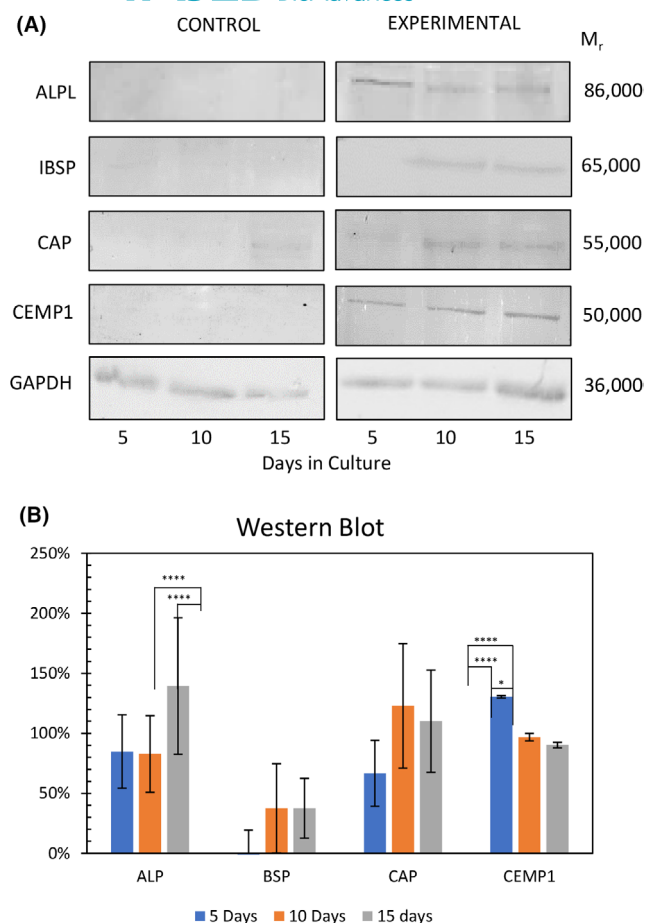 (A) CONTROL EXPERIMENTAL
Mr
ALPL 86,000
IBSP 65,000
CAP 55,000
CEMP1 50,000
GAPDH 36,000
5 10 15 5 10 15
Days in Culture
(B)
Western Blot
250%
200%
150%
100%
50%
0%
**** 
****
****
****
*
ALP BSP CAP CEMP1
5 Days 10 Days 15 days